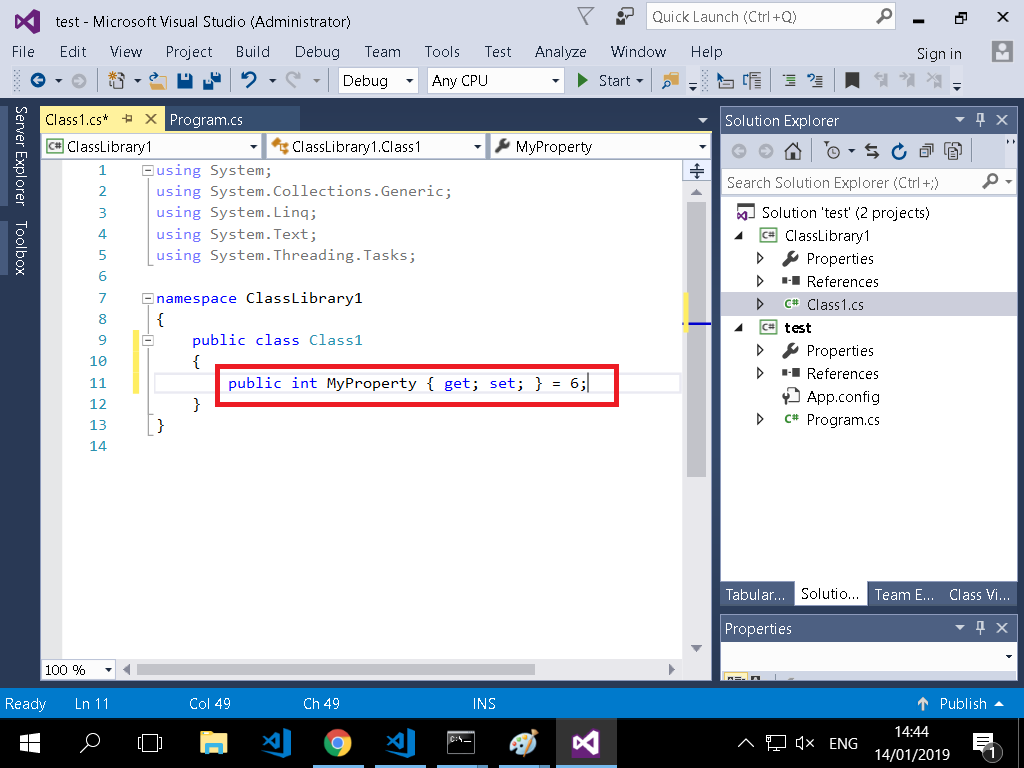 test - Microsoft Visual Studio (Administrator)
Quick Launch (Ctrl+Q)
File Edit View Project Build Debug Team Tools Test Analyze Window Help
Sign in
Debug Any CPU Start
Server Explorer
Toolbox
Class1.cs* Program.cs
C# ClassLibrary1 ClassLibrary1.Class1 MyProperty
1 using System;
2 using System.Collections.Generic;
3 using System.Linq;
4 using System.Text;
5 using System.Threading.Tasks;
6
7 namespace ClassLibrary1
8 {
9 public class Class1
10 {
11 public int MyProperty { get; set; } = 6;
12 }
13 }
14
100 %
Solution Explorer
Search Solution Explorer (Ctrl+;)
Solution 'test' (2 projects)
C# ClassLibrary1
Properties
References
C# Class1.cs
C# test
Properties
References
App.config
C# Program.cs
Tabular... Solutio... Team E... Class Vi...
Properties
Ready Ln 11 Col 49 Ch 49 INS Publish
ENG
14:44
14/01/2019
1